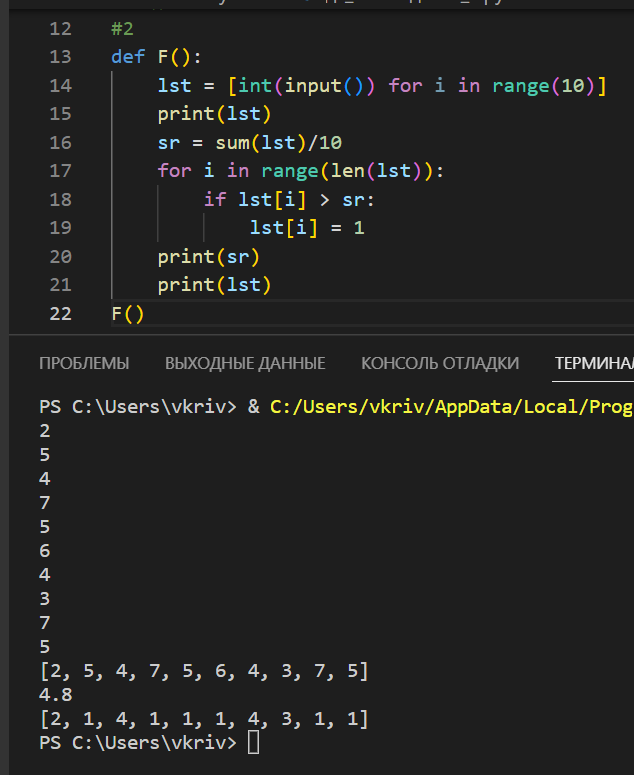 12 #2
13 def F():
14     lst = [int(input()) for i in range(10)]
15     print(lst)
16     sr = sum(lst)/10
17     for i in range(len(lst)):
18         if lst[i] > sr:
19             lst[i] = 1
20     print(sr)
21     print(lst)
22 F()
ПРОБЛЕМЫ ВЫХОДНЫЕ ДАННЫЕ КОНСОЛЬ ОТЛАДКИ ТЕРМИНА
PS C:\Users\vkriv> & C:/Users/vkriv/AppData/Local/Prog
2
5
4
7
5
6
4
3
7
5
[2, 5, 4, 7, 5, 6, 4, 3, 7, 5]
4.8
[2, 1, 4, 1, 1, 1, 4, 3, 1, 1]
PS C:\Users\vkriv>